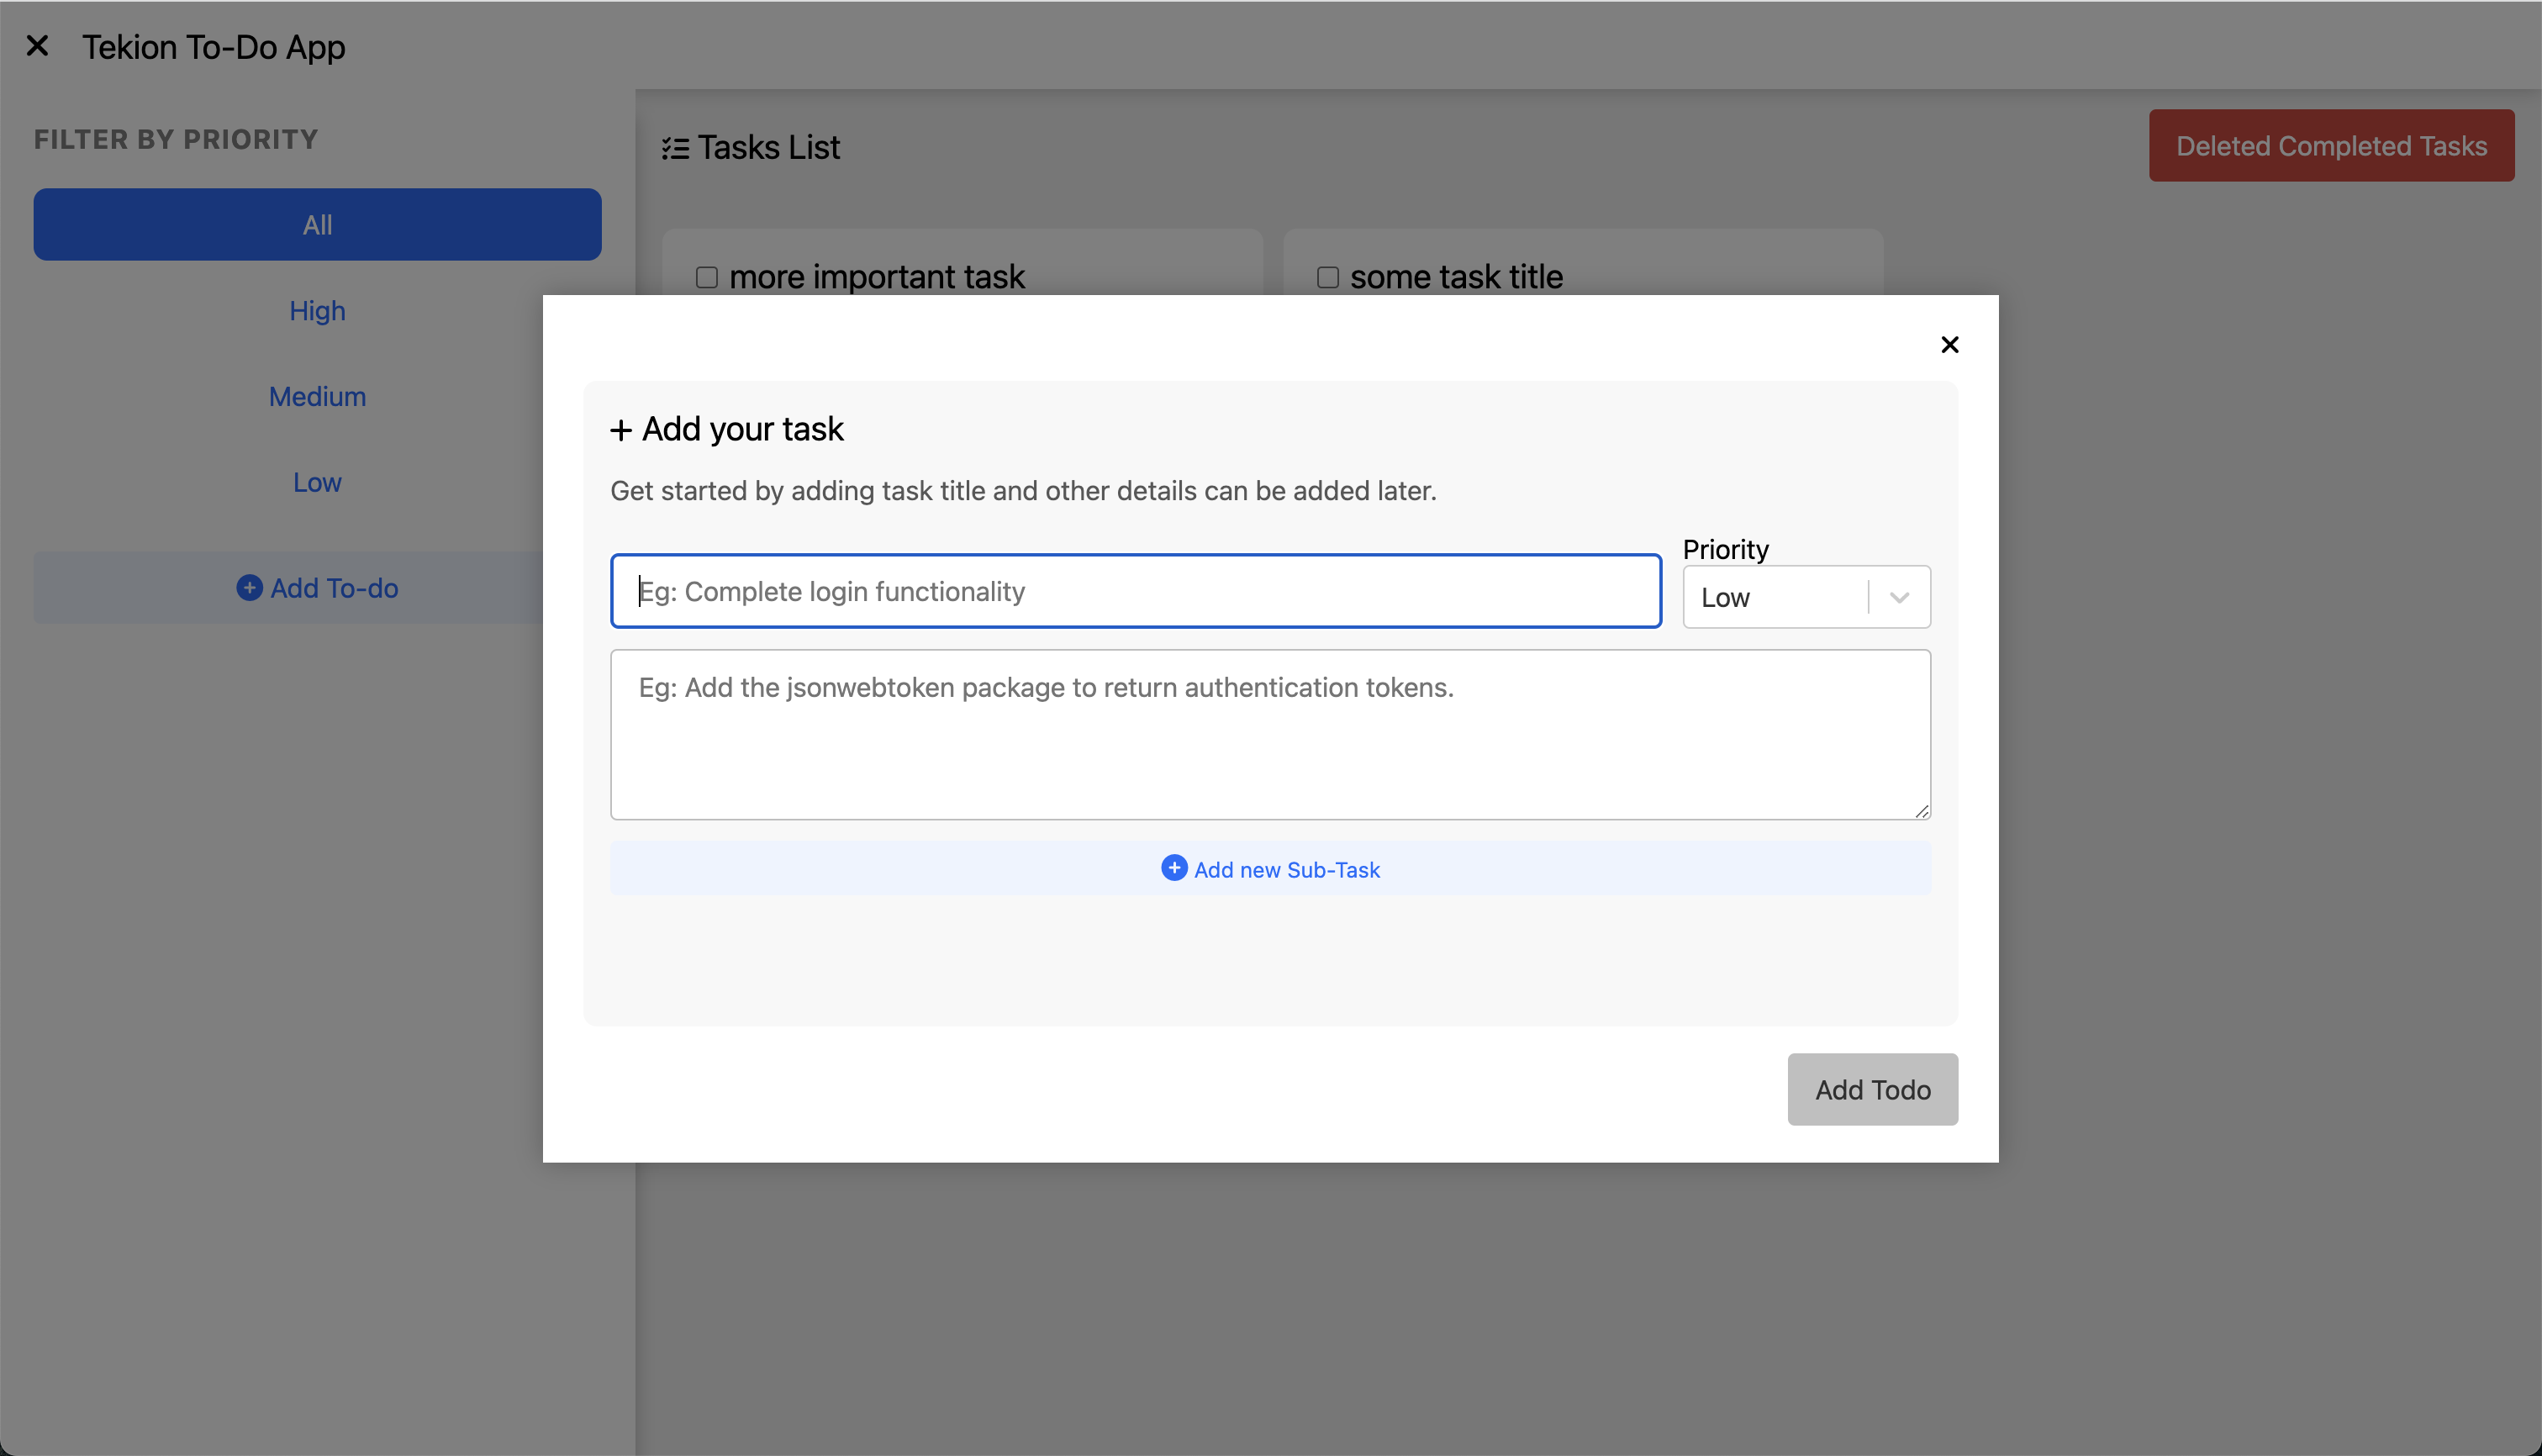 Tekion To-Do App
FILTER BY PRIORITY
All
High
Medium
Low
Add To-do
Tasks List
Deleted Completed Tasks
more important task
some task title
Add your task
Get started by adding task title and other details can be added later.
Eg: Complete login functionality
Priority
Low
Eg: Add the jsonwebtoken package to return authentication tokens.
Add new Sub-Task
Add Todo